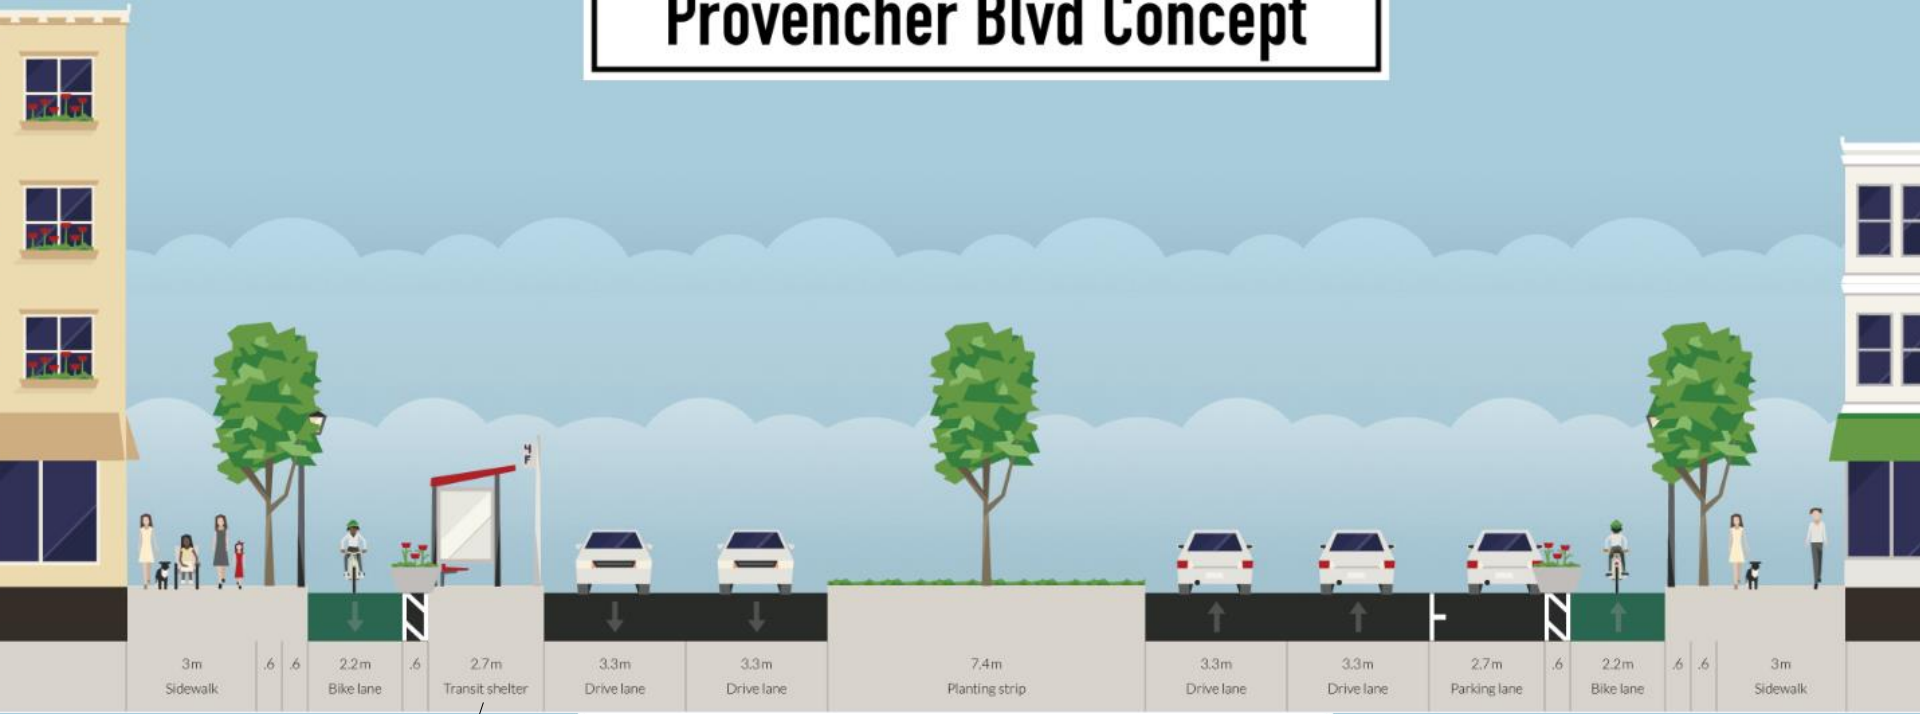 Provencher Blvd Concept
3m .6 .6 2.2m .6 2.7m 3.3m 3.3m 7.4m 3.3m 3.3m 2.7m .6 2.2m .6 .6 3m
Sidewalk Bike lane Transit shelter Drive lane Drive lane Planting strip Drive lane Drive lane Parking lane Bike lane Sidewalk